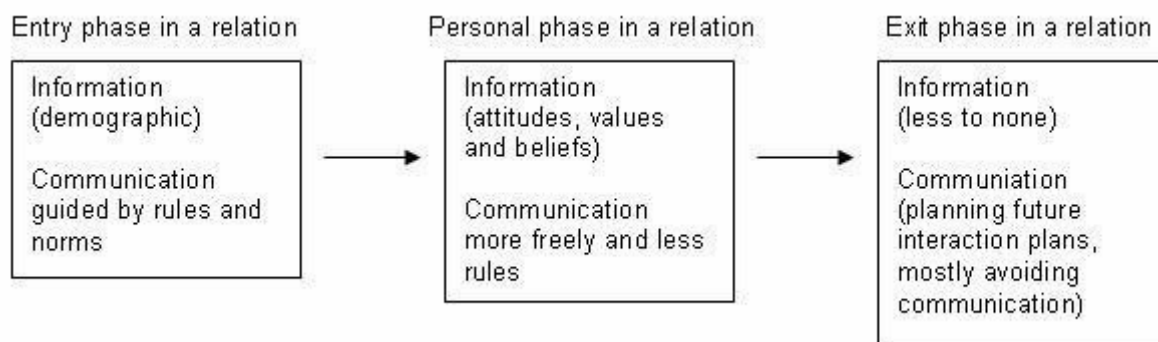 Entry phase in a relation
Information
(demographic)
Communication
guided by rules and
norms
Personal phase in a relation
Information
(attitudes, values
and beliefs)
Communication
more freely and less
rules
Exit phase in a relation
Information
(less to none)
Communiation
(planning future
interaction plans,
mostly avoiding
communication)